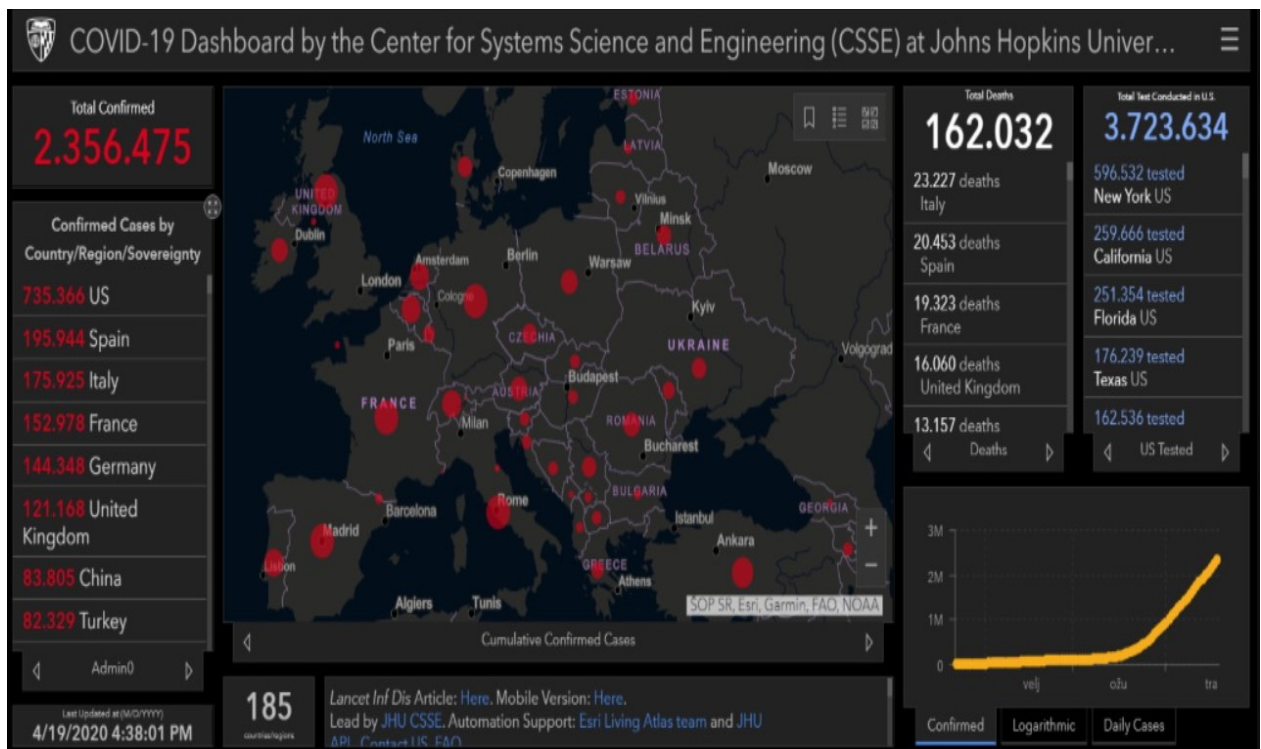 COVID-19 Dashboard by the Center for Systems Science and Engineering (CSSE) at Johns Hopkins Univer...
Total Confirmed
2.356.475
Confirmed Cases by
Country/Region/Sovereignty
735.366 US
195.944 Spain
175.925 Italy
152.978 France
144.348 Germany
121.168 United
Kingdom
83.805 China
82.329 Turkey
Admin0
Last Updated at (M/D/YYYY)
4/19/2020 4:38:01 PM
North Sea
ESTONIA
LATVIA
Moscow
Copenhagen
Vilnius
UNITED
KINGDOM
Minsk
Dublin
BELARUS
Amsterdam
Berlin
Warsaw
London
Cologne
Kyiv
CZECHIA
UKRAINE
Paris
Volgograd
Budapest
AUSTRIA
FRANCE
Milan
ROMANIA
Bucharest
BULGARIA
Rome
Barcelona
GEORGIA
Istanbul
Madrid
Ankara
Lisbon
GREECE
Athens
Algiers
Tunis
ŠOP SR, Esri, Garmin, FAO, NOAA
+
−
Cumulative Confirmed Cases
185
countries/regions
Lancet Inf Dis Article: Here. Mobile Version: Here.
Lead by JHU CSSE. Automation Support: Esri Living Atlas team and JHU
APL. Contact US. FAQ.
Total Deaths
162.032
23.227 deaths
Italy
20.453 deaths
Spain
19.323 deaths
France
16.060 deaths
United Kingdom
13.157 deaths
Deaths
Total Test Conducted in U.S.
3.723.634
596.532 tested
New York US
259.666 tested
California US
251.354 tested
Florida US
176.239 tested
Texas US
162.536 tested
US Tested
3M
2M
1M
0
velj
ožu
tra
Confirmed
Logarithmic
Daily Cases